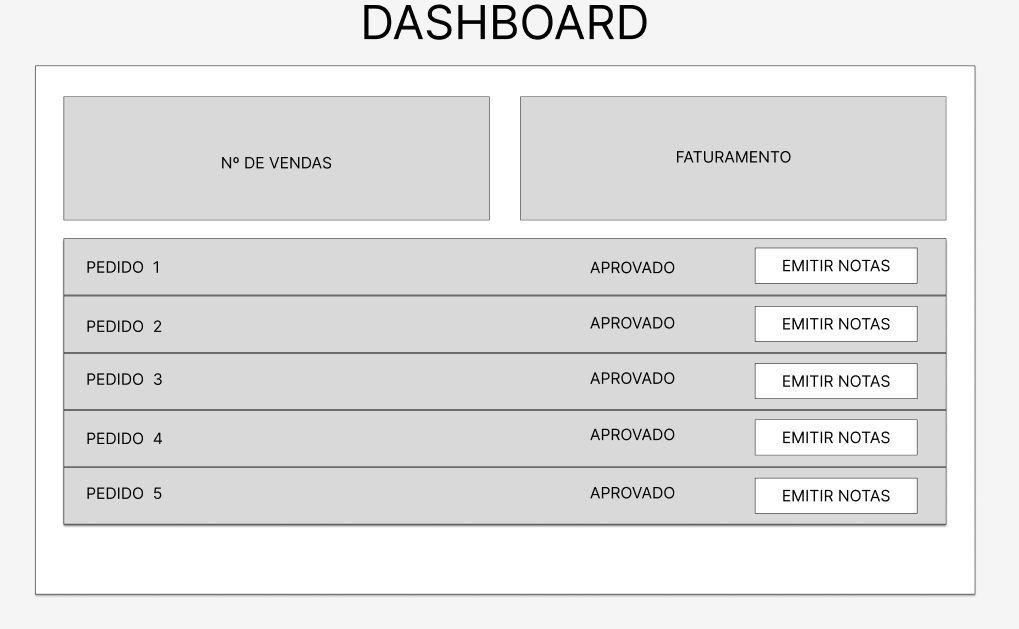 DASHBOARD
Nº DE VENDAS
FATURAMENTO
PEDIDO 1 APROVADO EMITIR NOTAS
PEDIDO 2 APROVADO EMITIR NOTAS
PEDIDO 3 APROVADO EMITIR NOTAS
PEDIDO 4 APROVADO EMITIR NOTAS
PEDIDO 5 APROVADO EMITIR NOTAS